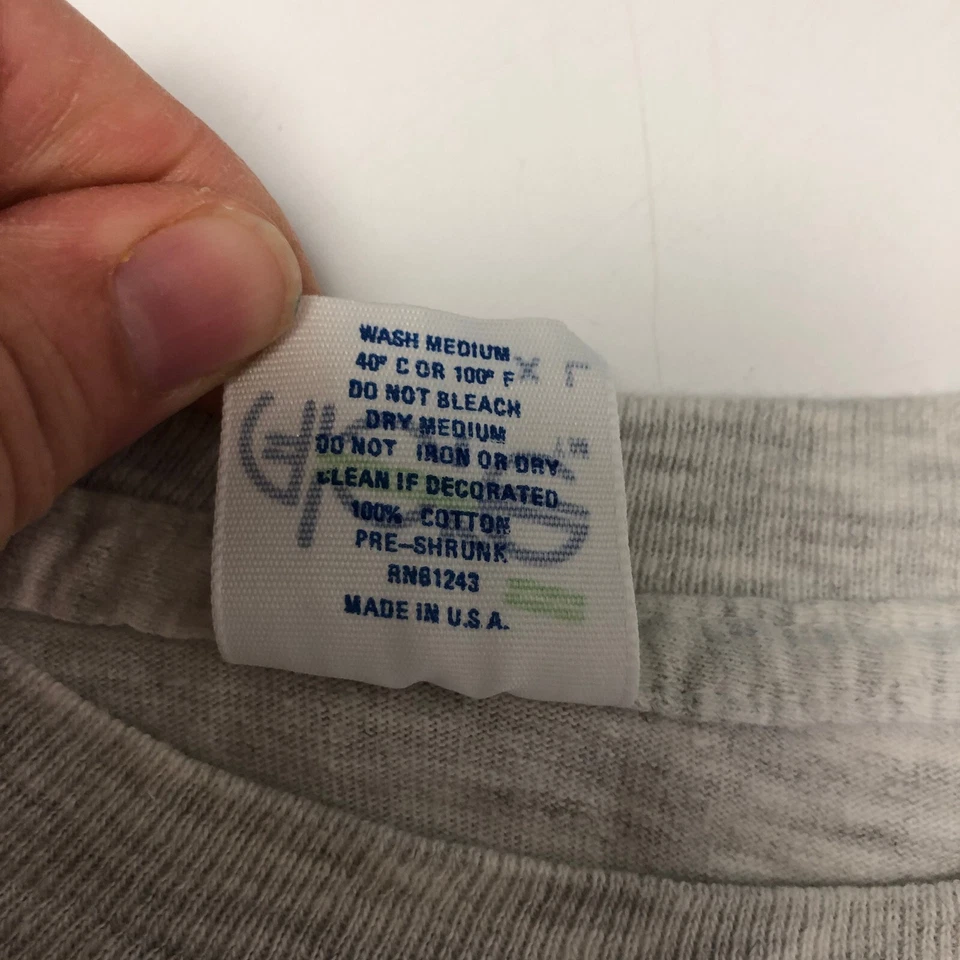 WASH MEDIUM
40° C OR 100° F
DO NOT BLEACH
DRY MEDIUM
DO NOT IRON OR DRY
CLEAN IF DECORATED
100% COTTON
PRE-SHRUNK
RN61243
MADE IN U.S.A.